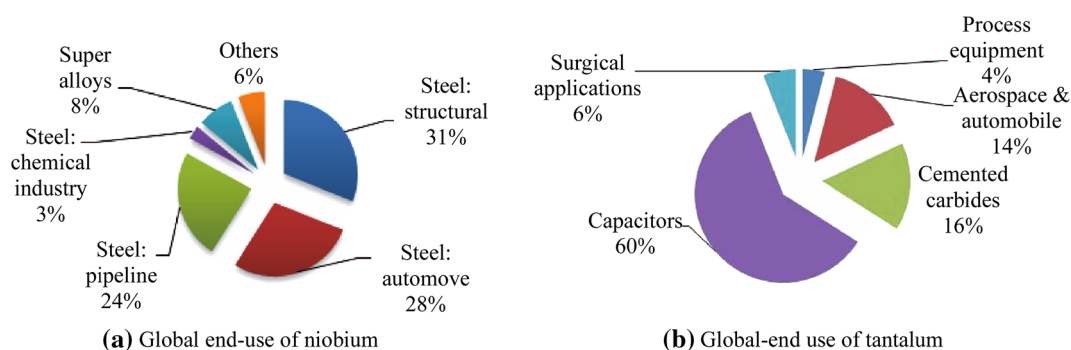 Others
6%
Super
alloys
8%
Steel:
structural
31%
Steel:
chemical
industry
3%
Steel:
pipeline
24%
Steel:
automove
28%
(a) Global end-use of niobium
Process
equipment
4%
Surgical
applications
6%
Aerospace &
automobile
14%
Cemented
carbides
16%
Capacitors
60%
(b) Global-end use of tantalum